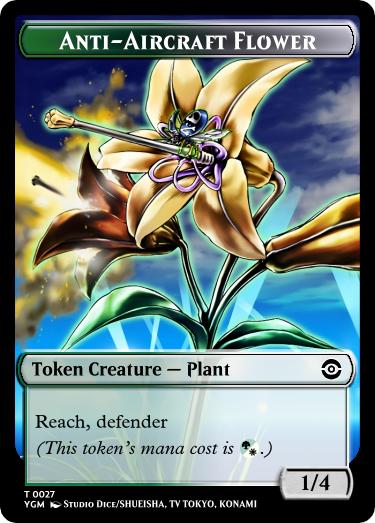 Anti-Aircraft Flower
Token Creature — Plant
Reach, defender
(This token's mana cost is .)
1/4
T 0027
YGM Studio Dice/SHUEISHA, TV TOKYO, KONAMI